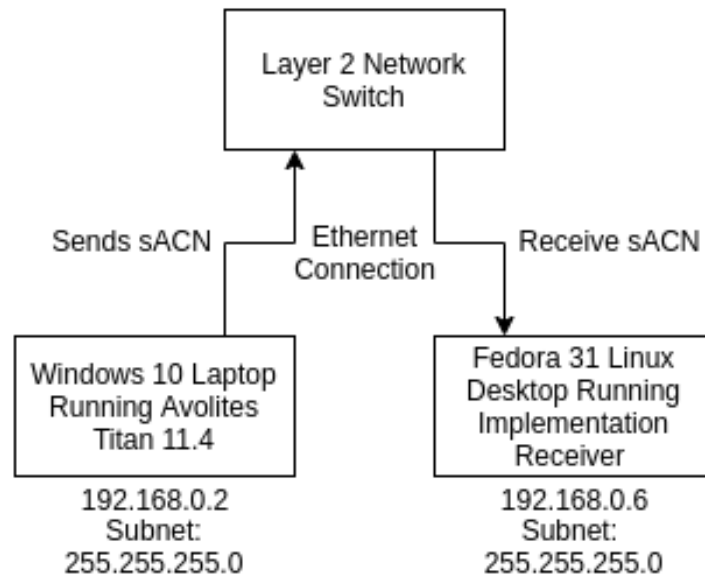 Layer 2 Network
Switch
Sends sACN
Ethernet
Connection
Receive sACN
Windows 10 Laptop
Running Avolites
Titan 11.4
Fedora 31 Linux
Desktop Running
Implementation
Receiver
192.168.0.2
Subnet:
255.255.255.0
192.168.0.6
Subnet:
255.255.255.0